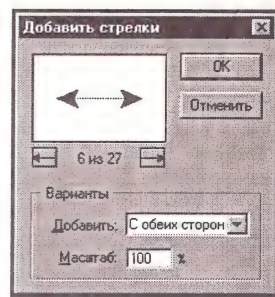 Добавить стрелки
OK
Отменить
6 из 27
Варианты
Добавить: С обеих сторон
Масштаб: 100 %